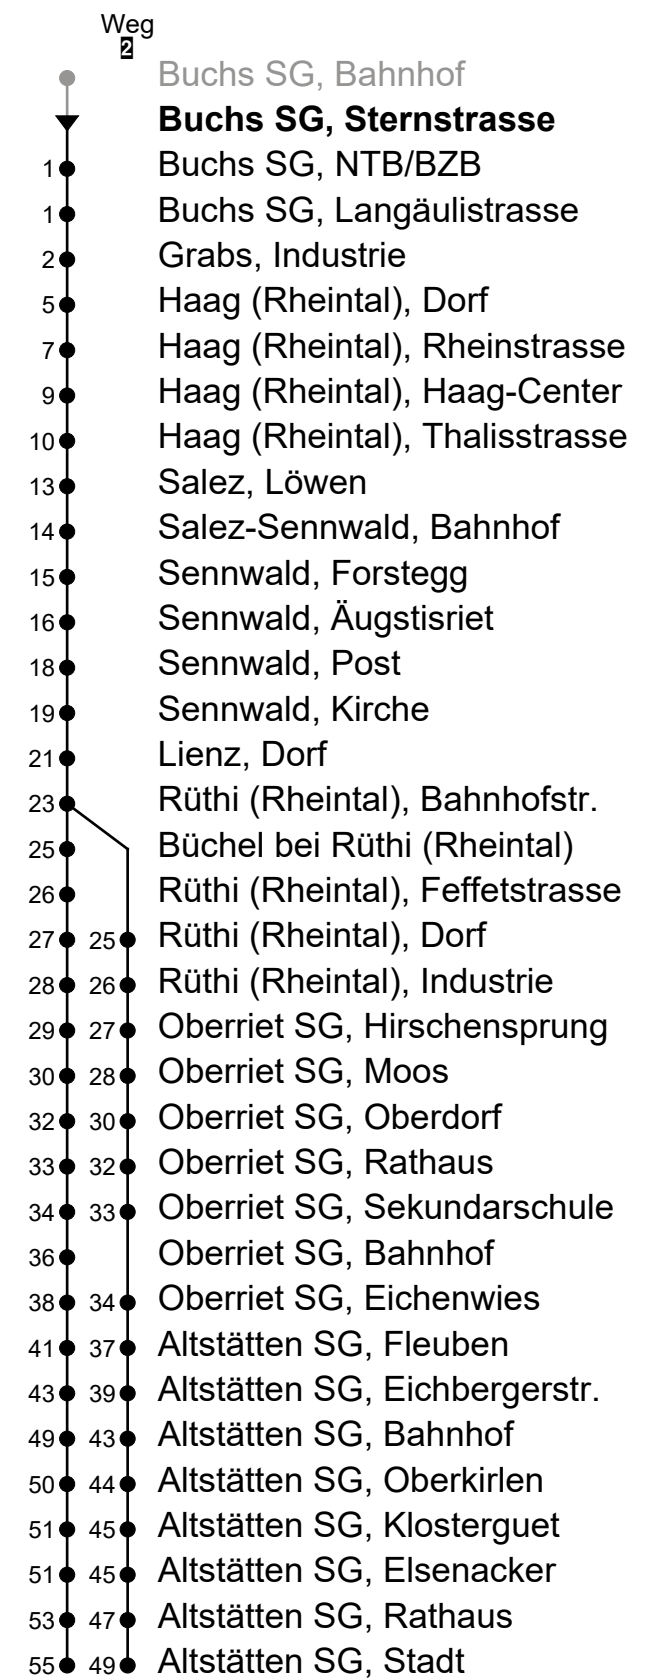 Weg
2
Buchs SG, Bahnhof
Buchs SG, Sternstrasse
1 Buchs SG, NTB/BZB
1 Buchs SG, Langäulistrasse
2 Grabs, Industrie
5 Haag (Rheintal), Dorf
7 Haag (Rheintal), Rheinstrasse
9 Haag (Rheintal), Haag-Center
10 Haag (Rheintal), Thalisstrasse
13 Salez, Löwen
14 Salez-Sennwald, Bahnhof
15 Sennwald, Forstegg
16 Sennwald, Äugstisriet
18 Sennwald, Post
19 Sennwald, Kirche
21 Lienz, Dorf
23 Rüthi (Rheintal), Bahnhofstr.
25 Büchel bei Rüthi (Rheintal)
26 Rüthi (Rheintal), Feffetstrasse
27 25 Rüthi (Rheintal), Dorf
28 26 Rüthi (Rheintal), Industrie
29 27 Oberriet SG, Hirschensprung
30 28 Oberriet SG, Moos
32 30 Oberriet SG, Oberdorf
33 32 Oberriet SG, Rathaus
34 33 Oberriet SG, Sekundarschule
36 Oberriet SG, Bahnhof
38 34 Oberriet SG, Eichenwies
41 37 Altstätten SG, Fleuben
43 39 Altstätten SG, Eichbergerstr.
49 43 Altstätten SG, Bahnhof
50 44 Altstätten SG, Oberkirlen
51 45 Altstätten SG, Klosterguet
51 45 Altstätten SG, Elsenacker
53 47 Altstätten SG, Rathaus
55 49 Altstätten SG, Stadt